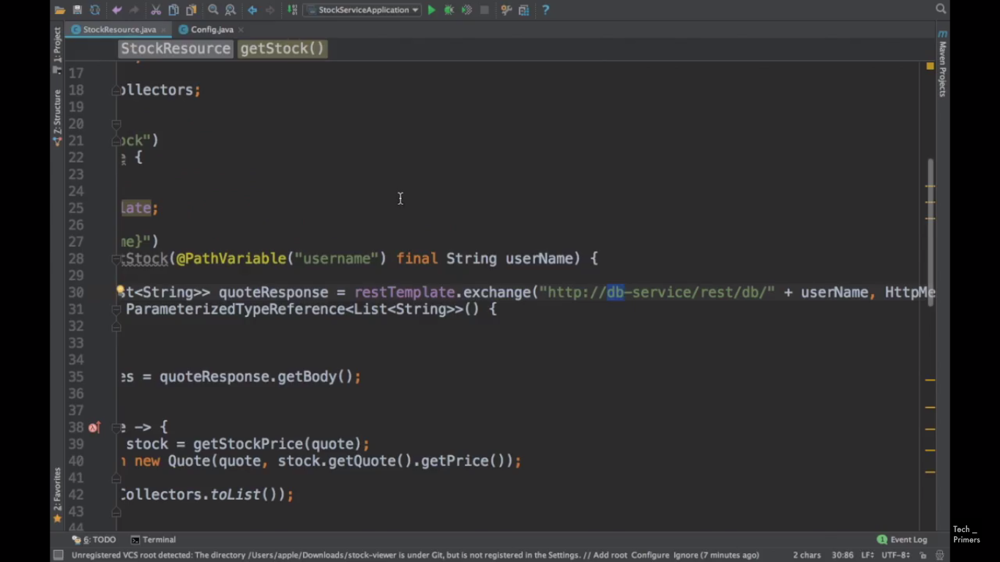 StockServiceApplication
StockResource.java
Config.java
StockResource getStock()
1: Project
Z: Structure
2: Favorites
Maven Projects
17
18 ollectors;
19
20
21 ock")
22 e {
23
24
25 late;
26
27 me}")
28 tStock(@PathVariable("username") final String userName) {
29
30 st<String>> quoteResponse = restTemplate.exchange("http://db-service/rest/db/" + userName, HttpMe
31 ParameterizedTypeReference<List<String>>() {
32
33
34
35 es = quoteResponse.getBody();
36
37
38 e -> {
39 stock = getStockPrice(quote);
40 n new Quote(quote, stock.getQuote().getPrice());
41
42 Collectors.toList());
43
44
6: TODO Terminal
1 Event Log
Unregistered VCS root detected: The directory /Users/apple/Downloads/stock-viewer is under Git, but is not registered in the Settings. // Add root Configure Ignore (7 minutes ago)
2 chars 30:86 LF÷ UTF-8÷
Tech _
Primers